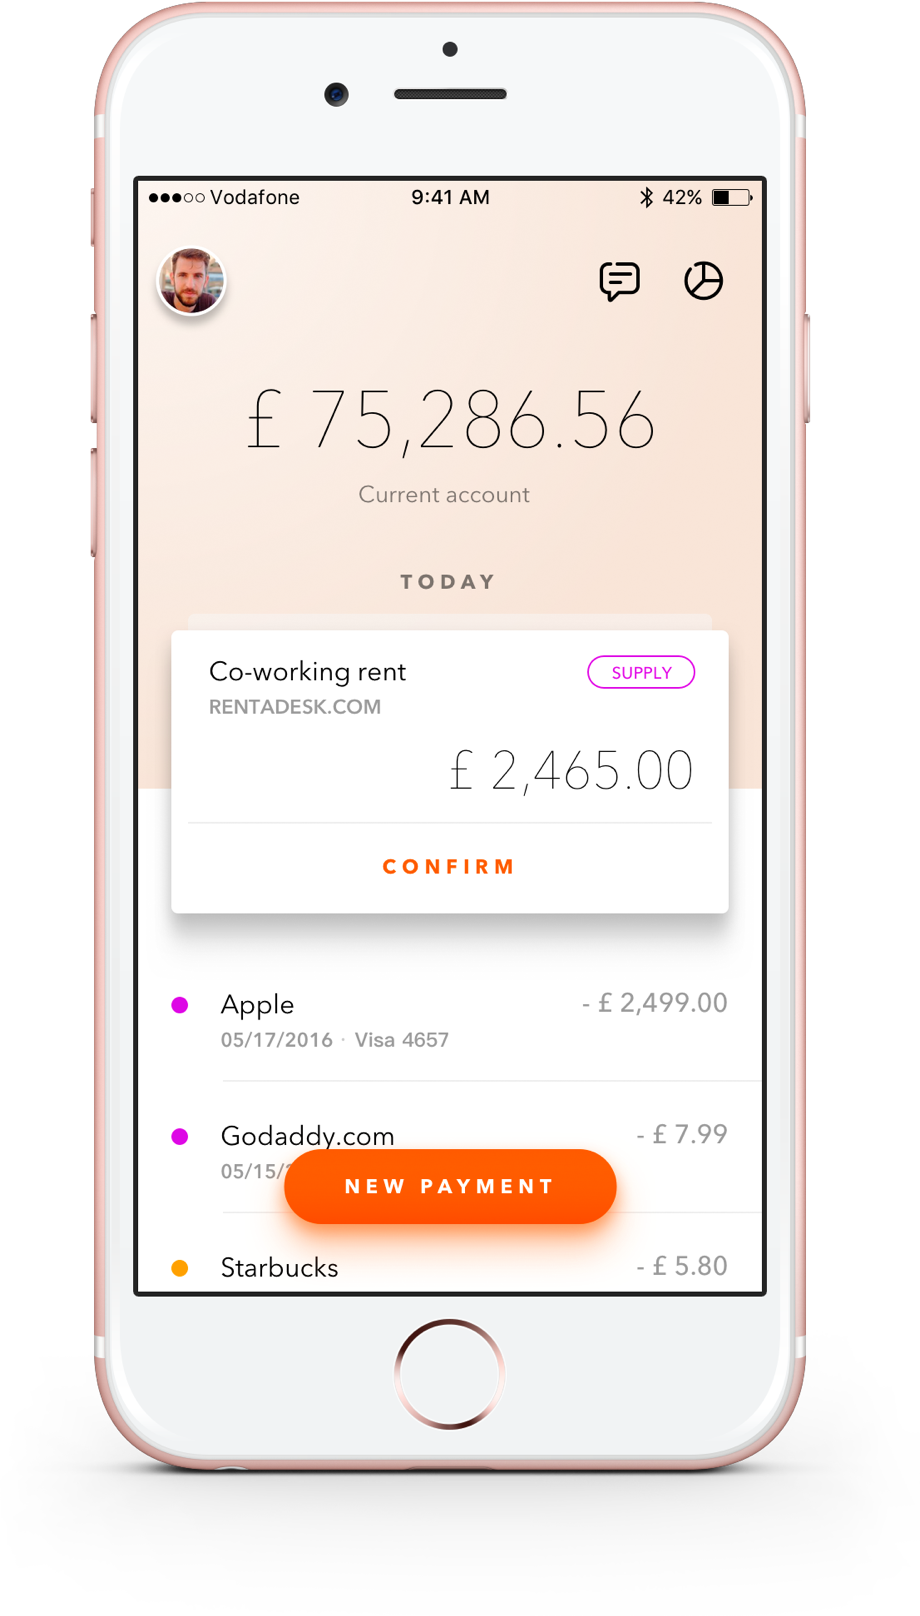 Vodafone 9:41 AM 42%
£ 75,286.56
Current account
TODAY
Co-working rent SUPPLY
RENTADESK.COM
£ 2,465.00
CONFIRM
Apple - £ 2,499.00
05/17/2016 · Visa 4657
Godaddy.com - £ 7.99
05/15/
NEW PAYMENT
Starbucks - £ 5.80